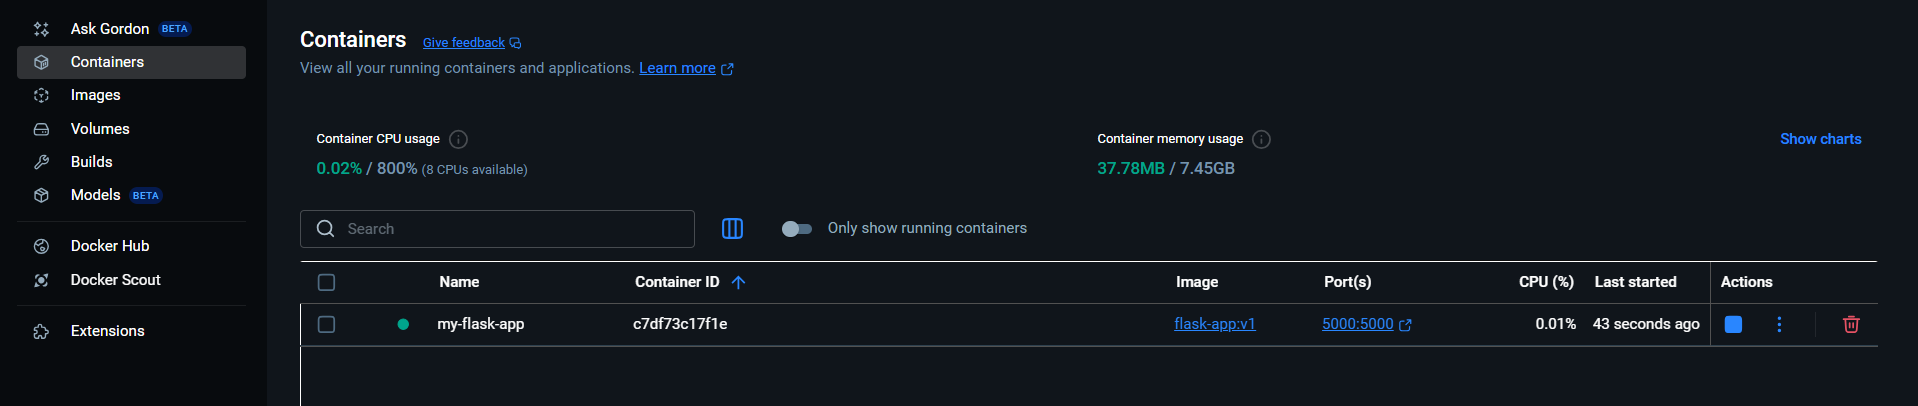 Ask Gordon BETA
Containers
Images
Volumes
Builds
Models BETA
Docker Hub
Docker Scout
Extensions
Containers Give feedback
View all your running containers and applications. Learn more
Container CPU usage
0.02% / 800% (8 CPUs available)
Container memory usage
37.78MB / 7.45GB
Show charts
Search
Only show running containers
Name Container ID Image Port(s) CPU (%) Last started Actions
my-flask-app c7df73c17f1e flask-app:v1 5000:5000 0.01% 43 seconds ago